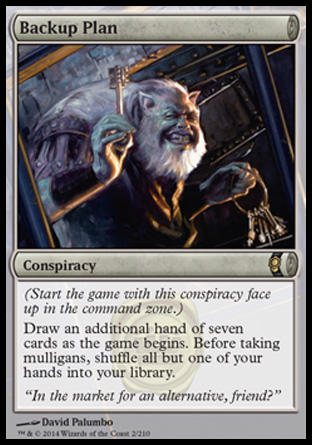 Backup Plan
Conspiracy
(Start the game with this conspiracy face
up in the command zone.)
Draw an additional hand of seven
cards as the game begins. Before taking
mulligans, shuffle all but one of your
hands into your library.
“In the market for an alternative, friend?”
David Palumbo
™ & © 2014 Wizards of the Coast 2/210